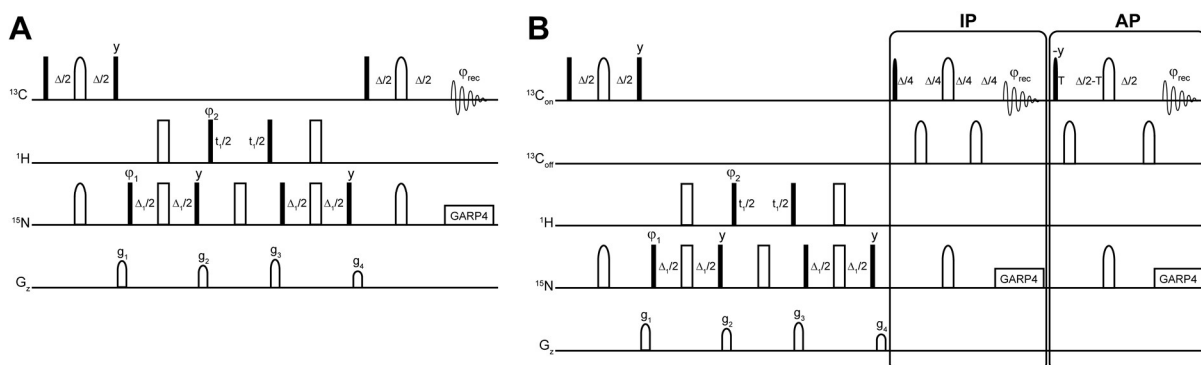 A
y
¹³C
Δ/2 Δ/2 Δ/2 Δ/2 φrec
φ₂
¹H
t₁/2 t₁/2
φ₁ y y
¹⁵N
Δ₁/2 Δ₁/2 Δ₁/2 Δ₁/2 GARP4
g₁ g₂ g₃ g₄
Gz
B
IP AP
y -y
¹³Con
Δ/2 Δ/2 Δ/4 Δ/4 Δ/4 Δ/4 φrec T Δ/2-T Δ/2 φrec
¹³Coff
φ₂
¹H
t₁/2 t₁/2
φ₁ y y
¹⁵N
Δ₁/2 Δ₁/2 Δ₁/2 Δ₁/2 GARP4 GARP4
g₁ g₂ g₃ g₄
Gz